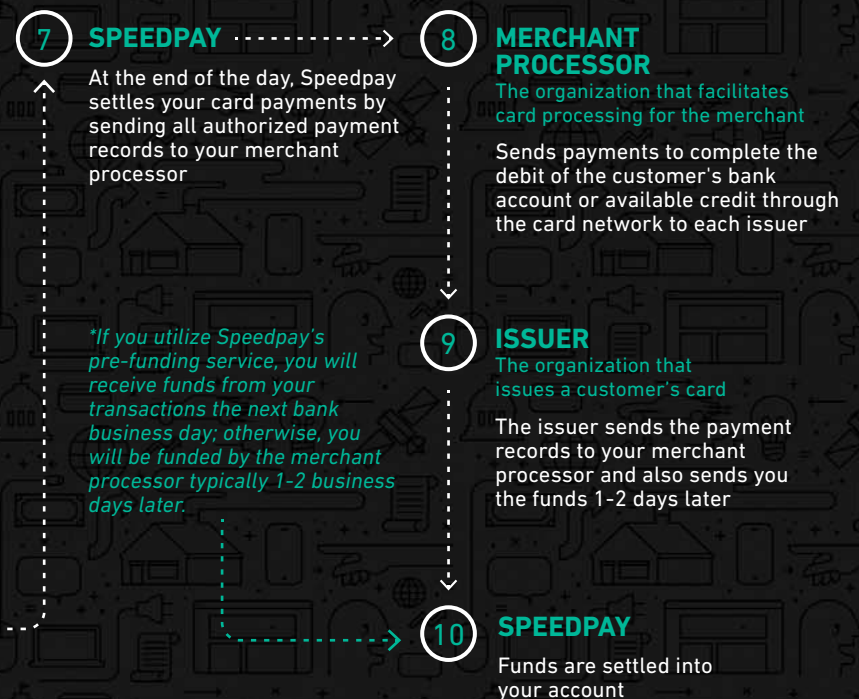 7 SPEEDPAY
At the end of the day, Speedpay
settles your card payments by
sending all authorized payment
records to your merchant
processor
8 MERCHANT
PROCESSOR
The organization that facilitates
card processing for the merchant
Sends payments to complete the
debit of the customer's bank
account or available credit through
the card network to each issuer
*If you utilize Speedpay's
pre-funding service, you will
receive funds from your
transactions the next bank
business day; otherwise, you
will be funded by the merchant
processor typically 1-2 business
days later.
9 ISSUER
The organization that
issues a customer's card
The issuer sends the payment
records to your merchant
processor and also sends you
the funds 1-2 days later
10 SPEEDPAY
Funds are settled into
your account